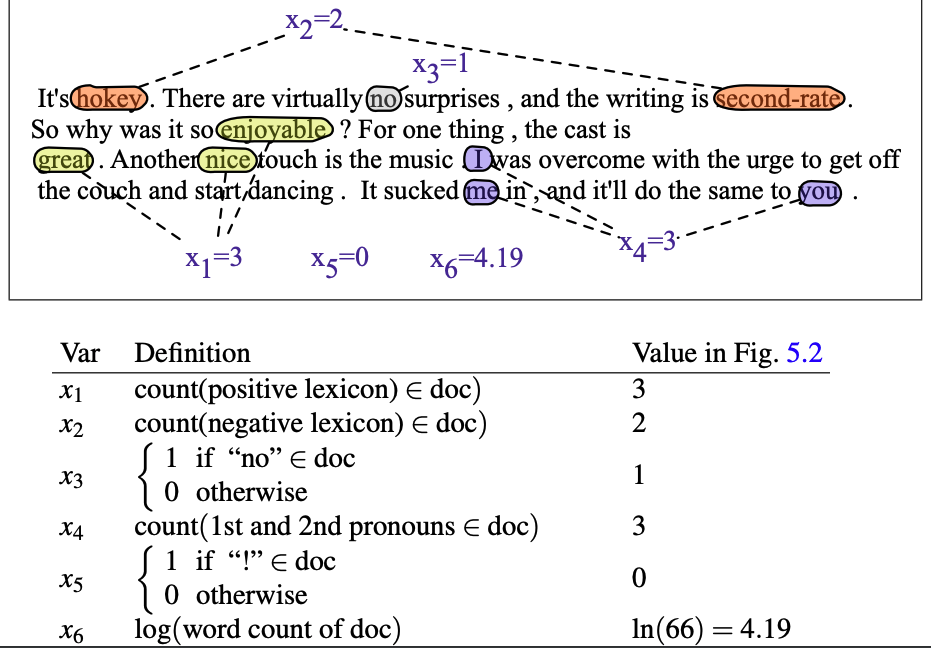 x2=2
x3=1
It's hokey . There are virtually no surprises , and the writing is second-rate .
So why was it so enjoyable ? For one thing , the cast is
great . Another nice touch is the music . I was overcome with the urge to get off
the couch and start dancing . It sucked me in , and it'll do the same to you .
x1=3 x5=0 x6=4.19 x4=3
Var Definition Value in Fig. 5.2
x1 count(positive lexicon) ∈ doc) 3
x2 count(negative lexicon) ∈ doc) 2
x3 { 1 if “no” ∈ doc
0 otherwise 1
x4 count(1st and 2nd pronouns ∈ doc) 3
x5 { 1 if “!” ∈ doc
0 otherwise 0
x6 log(word count of doc) ln(66) = 4.19